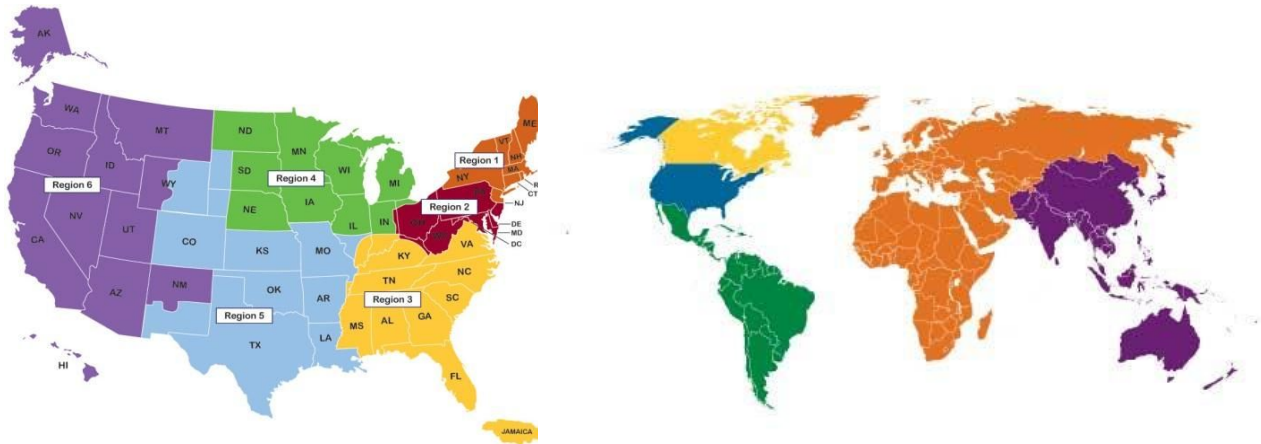 AK
WA
MT
ND
MN
ME
VT
NH
OR
ID
Region 1
MA
SD
WI
NY
Region 4
MI
CT
Region 6
WY
NJ
NE
IA
Region 2
NV
IL
IN
DE
UT
MD
CO
VA
DC
CA
KS
MO
KY
NC
TN
AZ
NM
OK
AR
Region 3
SC
Region 5
MS
AL
GA
TX
LA
HI
FL
JAMAICA